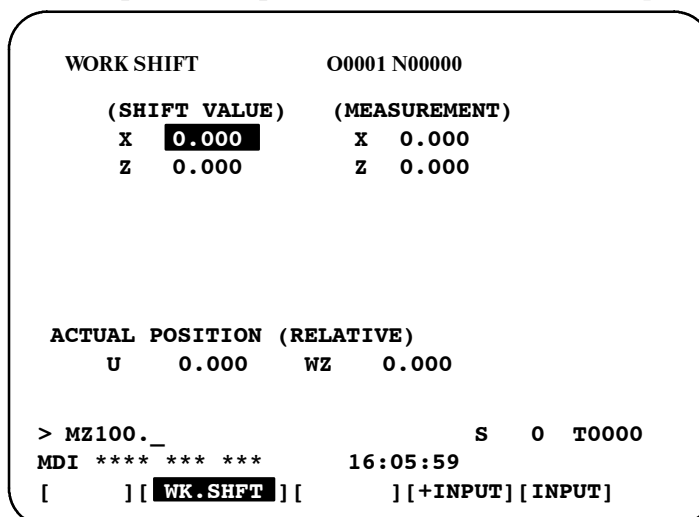 WORK SHIFT O0001 N00000
(SHIFT VALUE) (MEASUREMENT)
X 0.000 X 0.000
Z 0.000 Z 0.000
ACTUAL POSITION (RELATIVE)
U 0.000 WZ 0.000
> MZ100._ S 0 T0000
MDI **** *** *** 16:05:59
[ ][ WK.SHFT ][ ][+INPUT][INPUT]